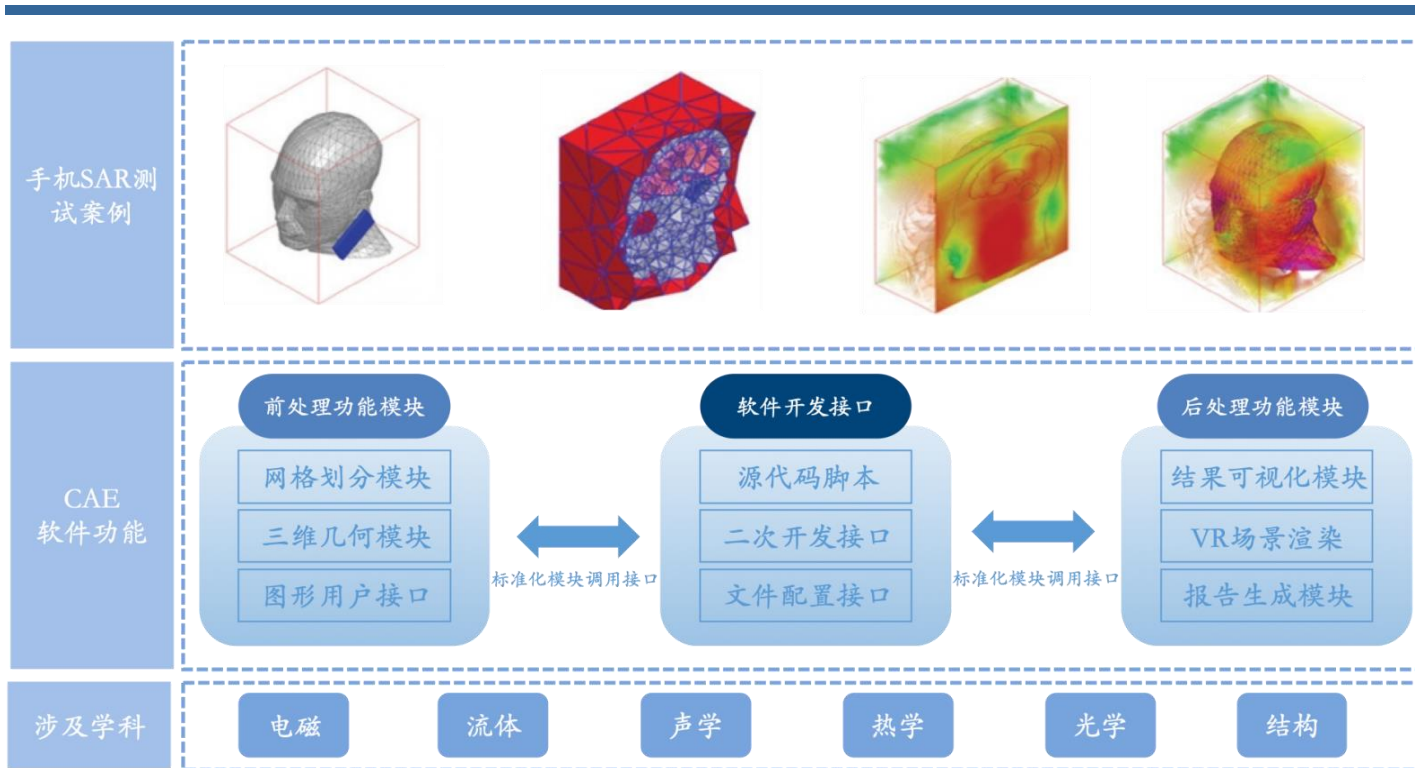 手机SAR测
试案例
CAE
软件功能
前处理功能模块
网格划分模块
三维几何模块
图形用户接口
标准化模块调用接口
软件开发接口
源代码脚本
二次开发接口
文件配置接口
标准化模块调用接口
后处理功能模块
结果可视化模块
VR场景渲染
报告生成模块
涉及学科
电磁
流体
声学
热学
光学
结构